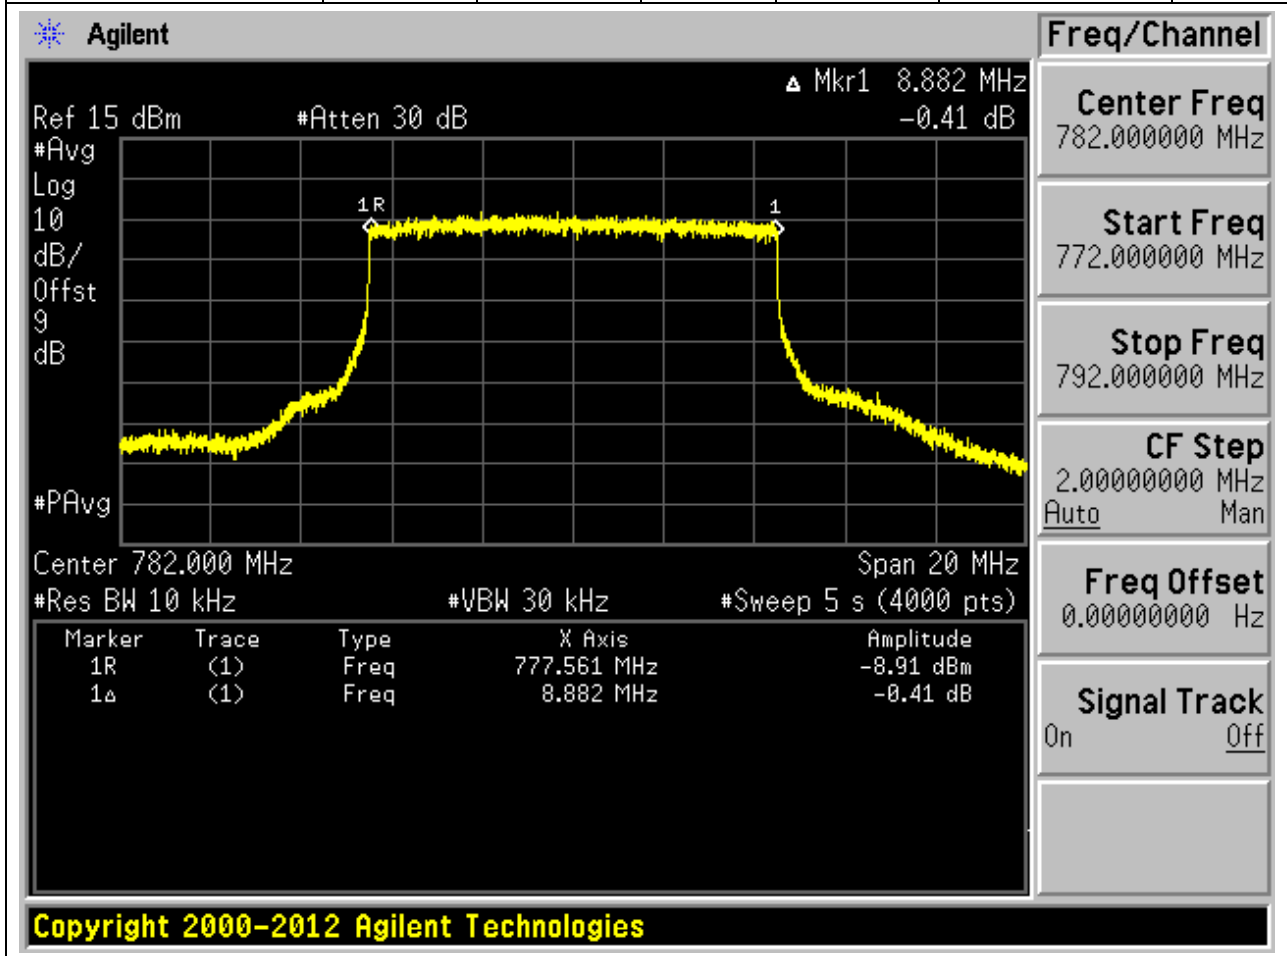 Agilent
Freq/Channel
Δ Mkr1 8.882 MHz
Ref 15 dBm #Atten 30 dB -0.41 dB
#Avg
Log
10
dB/
Offst
9
dB
#PAvg
1R
1
Center 782.000 MHz Span 20 MHz
#Res BW 10 kHz #VBW 30 kHz #Sweep 5 s (4000 pts)
Marker Trace Type X Axis Amplitude
1R (1) Freq 777.561 MHz -8.91 dBm
1Δ (1) Freq 8.882 MHz -0.41 dB
Center Freq
782.000000 MHz
Start Freq
772.000000 MHz
Stop Freq
792.000000 MHz
CF Step
2.00000000 MHz
Auto Man
Freq Offset
0.00000000 Hz
Signal Track
On Off
Copyright 2000-2012 Agilent Technologies